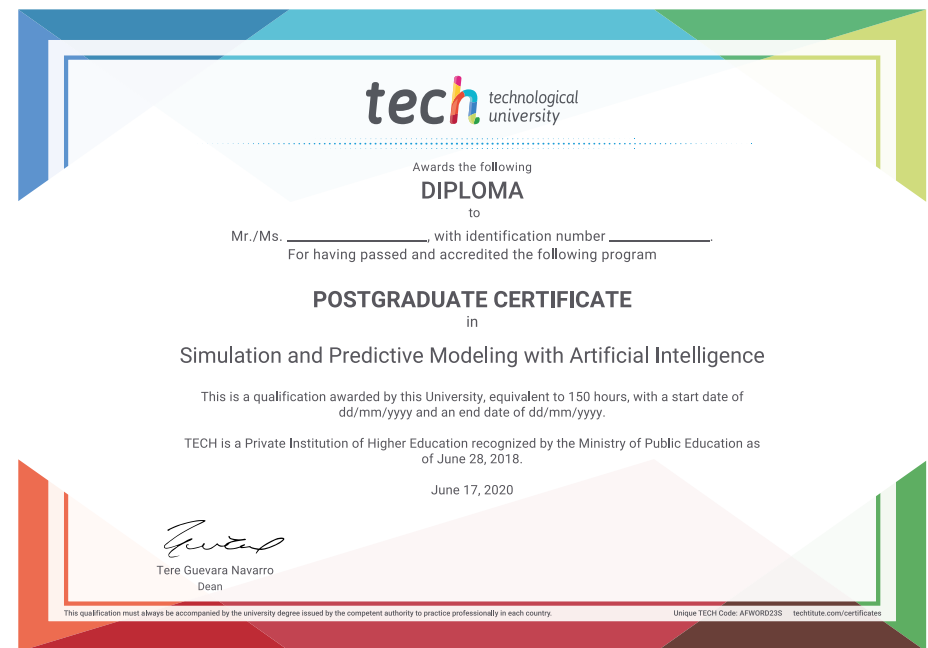 tech technological
university
Awards the following
DIPLOMA
to
Mr./Ms. ____________, with identification number ____________.
For having passed and accredited the following program
POSTGRADUATE CERTIFICATE
in
Simulation and Predictive Modeling with Artificial Intelligence
This is a qualification awarded by this University, equivalent to 150 hours, with a start date of
dd/mm/yyyy and an end date of dd/mm/yyyy.
TECH is a Private Institution of Higher Education recognized by the Ministry of Public Education as
of June 28, 2018.
June 17, 2020
Tere Guevara Navarro
Dean
This qualification must always be accompanied by the university degree issued by the competent authority to practice professionally in each country.
Unique TECH Code: AFWORD23S techtitute.com/certificates